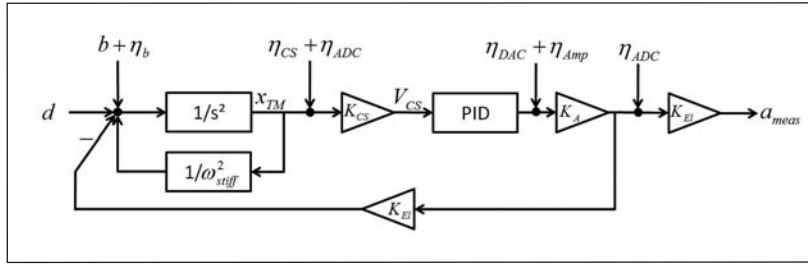 b + η_b
η_CS + η_ADC
η_DAC + η_Amp
η_ADC
d
1/s²
x_TM
K_CS
V_CS
PID
K_A
K_El
a_meas
−
1/ω²_stiff
K_El